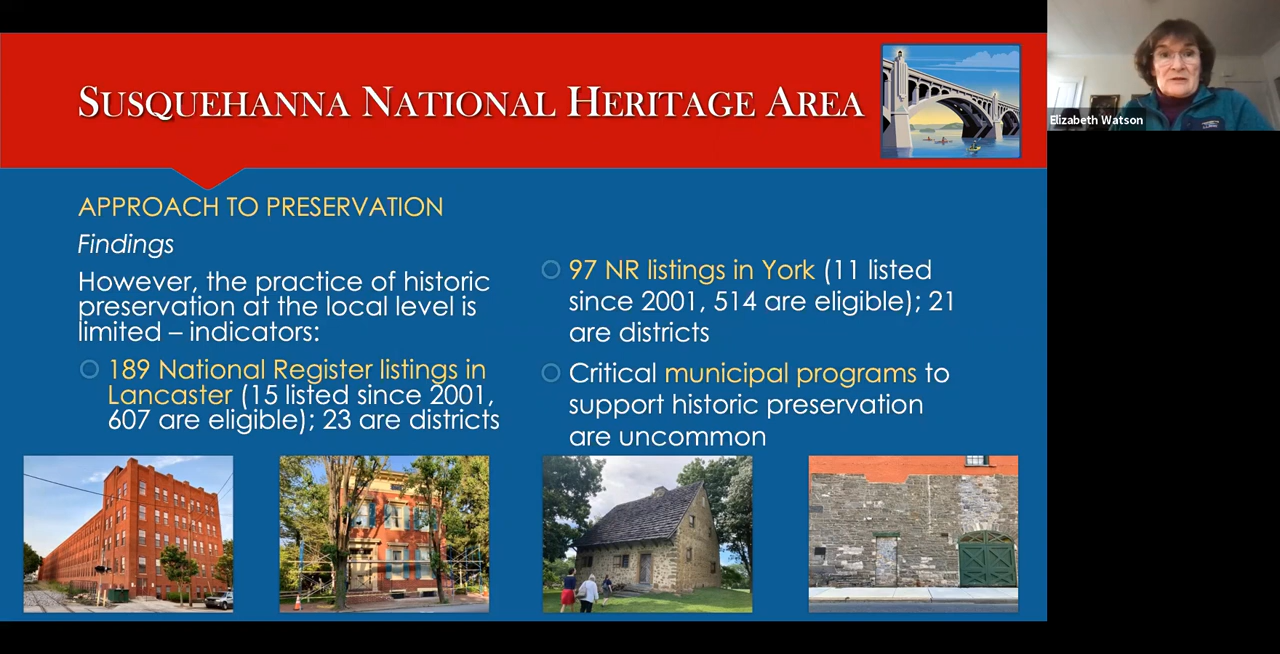 SUSQUEHANNA NATIONAL HERITAGE AREA
Elizabeth Watson
APPROACH TO PRESERVATION
Findings
However, the practice of historic
preservation at the local level is
limited – indicators:
189 National Register listings in
Lancaster (15 listed since 2001,
607 are eligible); 23 are districts
97 NR listings in York (11 listed
since 2001, 514 are eligible); 21
are districts
Critical municipal programs to
support historic preservation
are uncommon